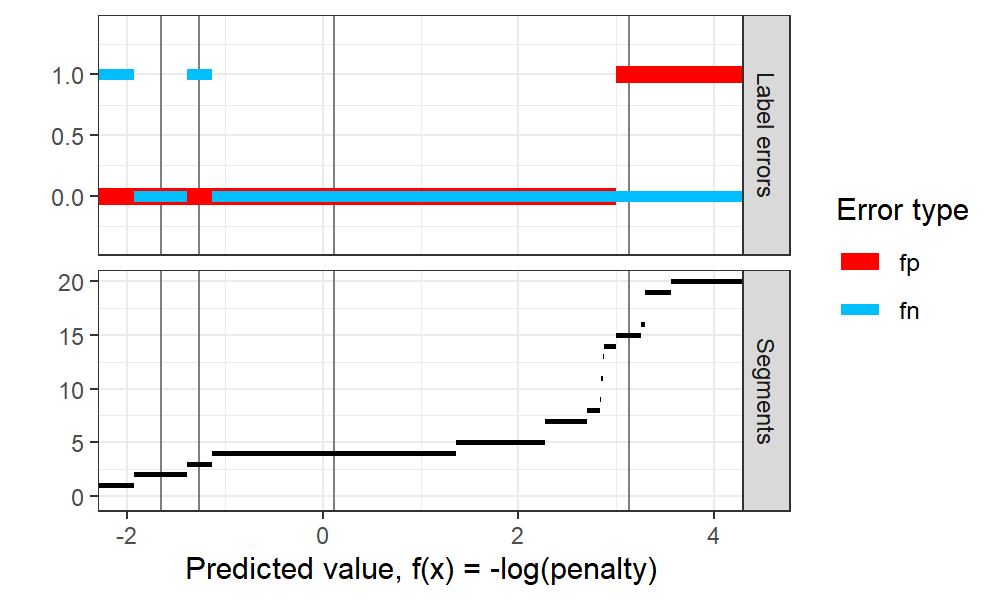 1.0
0.5
0.0
Label errors
20
15
10
5
0
Segments
-2
0
2
4
Predicted value, f(x) = -log(penalty)
Error type
fp
fn